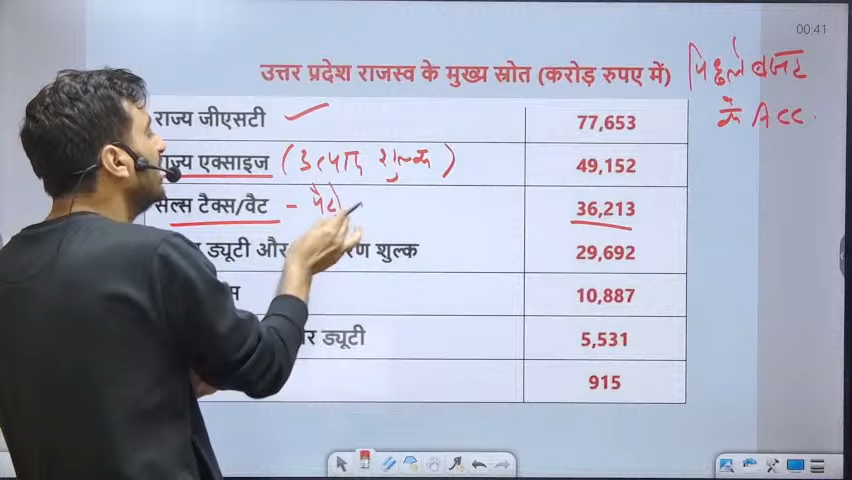 00:41
उत्तर प्रदेश राजस्व के मुख्य स्रोत (करोड़ रुपए में) पिछले बजट
के Acc.
राज्य जीएसटी 77,653
राज्य एक्साइज (उत्पाद शुल्क) 49,152
सेल्स टैक्स/वैट - पेट्रो 36,213
ड्यूटी और रण शुल्क 29,692
10,887
र ड्यूटी 5,531
915